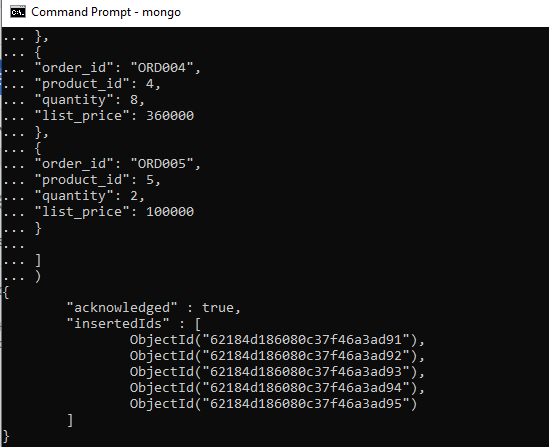 Command Prompt - mongo
... },
... {
... "order_id": "ORD004",
... "product_id": 4,
... "quantity": 8,
... "list_price": 360000
... },
... {
... "order_id": "ORD005",
... "product_id": 5,
... "quantity": 2,
... "list_price": 100000
... }
...
... ]
... )
{
        "acknowledged" : true,
        "insertedIds" : [
                ObjectId("62184d186080c37f46a3ad91"),
                ObjectId("62184d186080c37f46a3ad92"),
                ObjectId("62184d186080c37f46a3ad93"),
                ObjectId("62184d186080c37f46a3ad94"),
                ObjectId("62184d186080c37f46a3ad95")
        ]
}